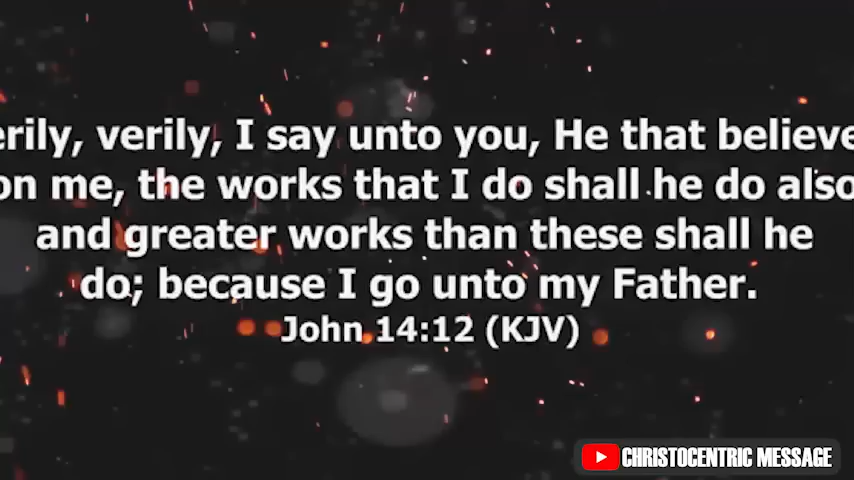 erily, verily, I say unto you, He that believe
on me, the works that I do shall he do also
and greater works than these shall he
do; because I go unto my Father.
John 14:12 (KJV)
CHRISTOCENTRIC MESSAGE